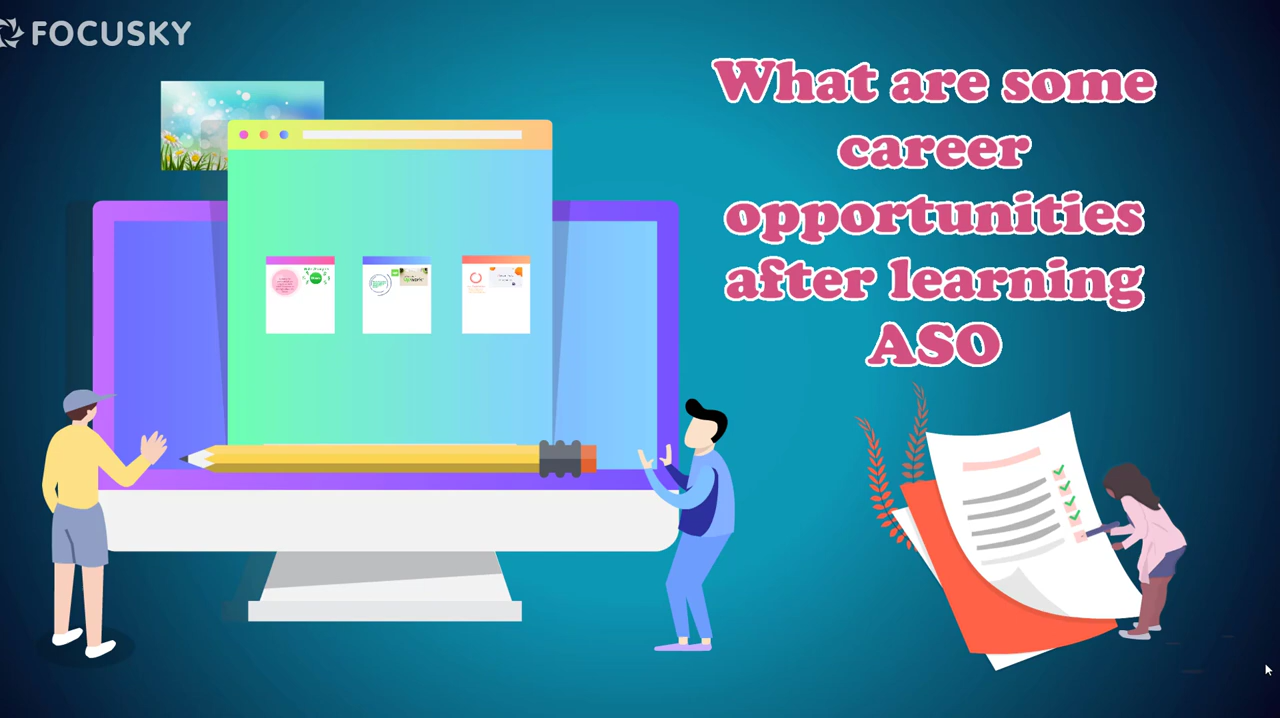 FOCUSKY
What are some
career
opportunities
after learning
ASO